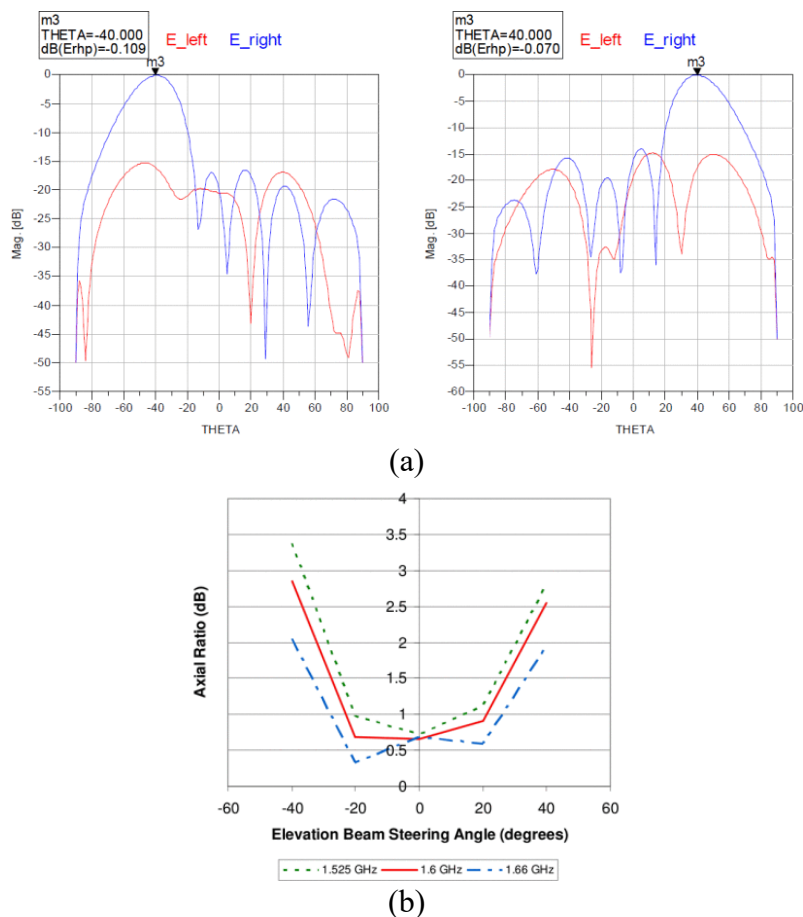 m3
THETA=-40.000
dB(Erhp)=-0.109
E_left E_right
m3
0
-5
-10
-15
-20
-25
-30
-35
-40
-45
-50
-55
Mag. [dB]
-100 -80 -60 -40 -20 0 20 40 60 80 100
THETA
m3
THETA=40.000
dB(Erhp)=-0.070
E_left E_right
m3
0
-5
-10
-15
-20
-25
-30
-35
-40
-45
-50
-55
-60
Mag. [dB]
-100 -80 -60 -40 -20 0 20 40 60 80 100
THETA
(a)
4
3.5
3
2.5
2
1.5
1
0.5
0
Axial Ratio (dB)
-60 -40 -20 0 20 40 60
Elevation Beam Steering Angle (degrees)
1.525 GHz 1.6 GHz 1.66 GHz
(b)